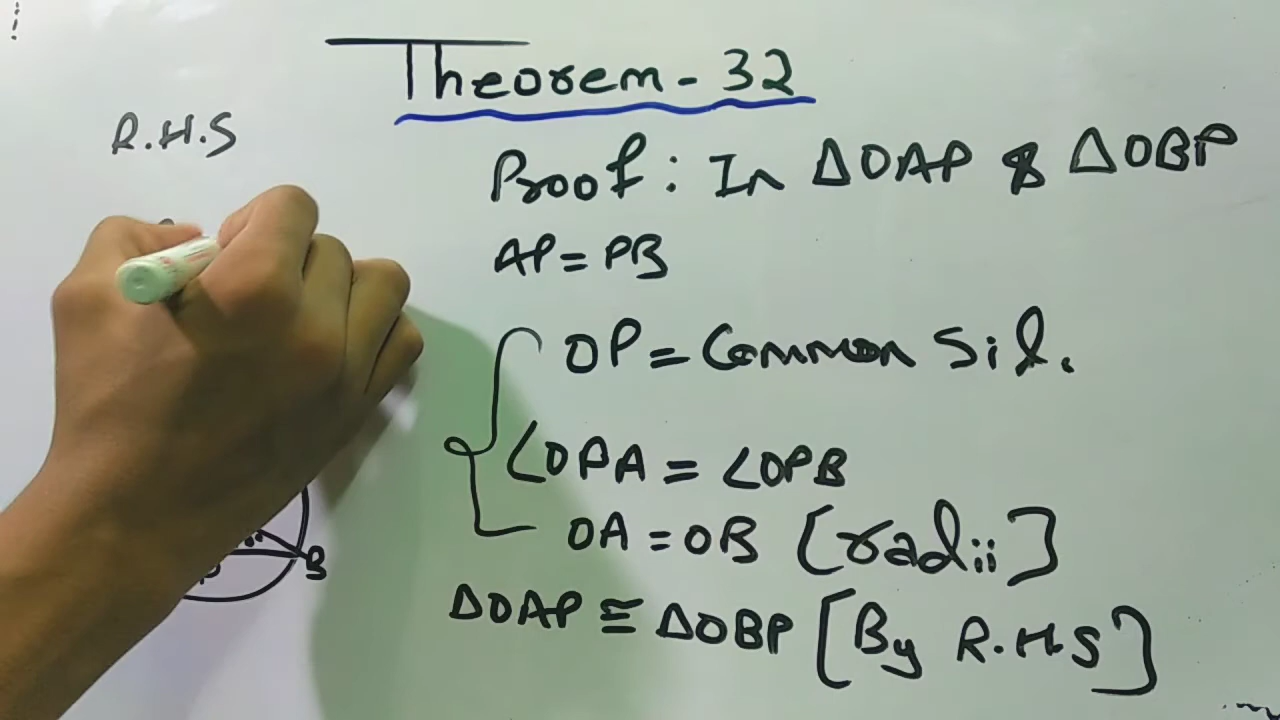 Theorem - 32
R.H.S
Proof : In ΔOAP & ΔOBP
AP = PB
OP = Common Sid.
∠OPA = ∠OPB
OA = OB [radii]
ΔOAP ≅ ΔOBP [By R.H.S]
P
B